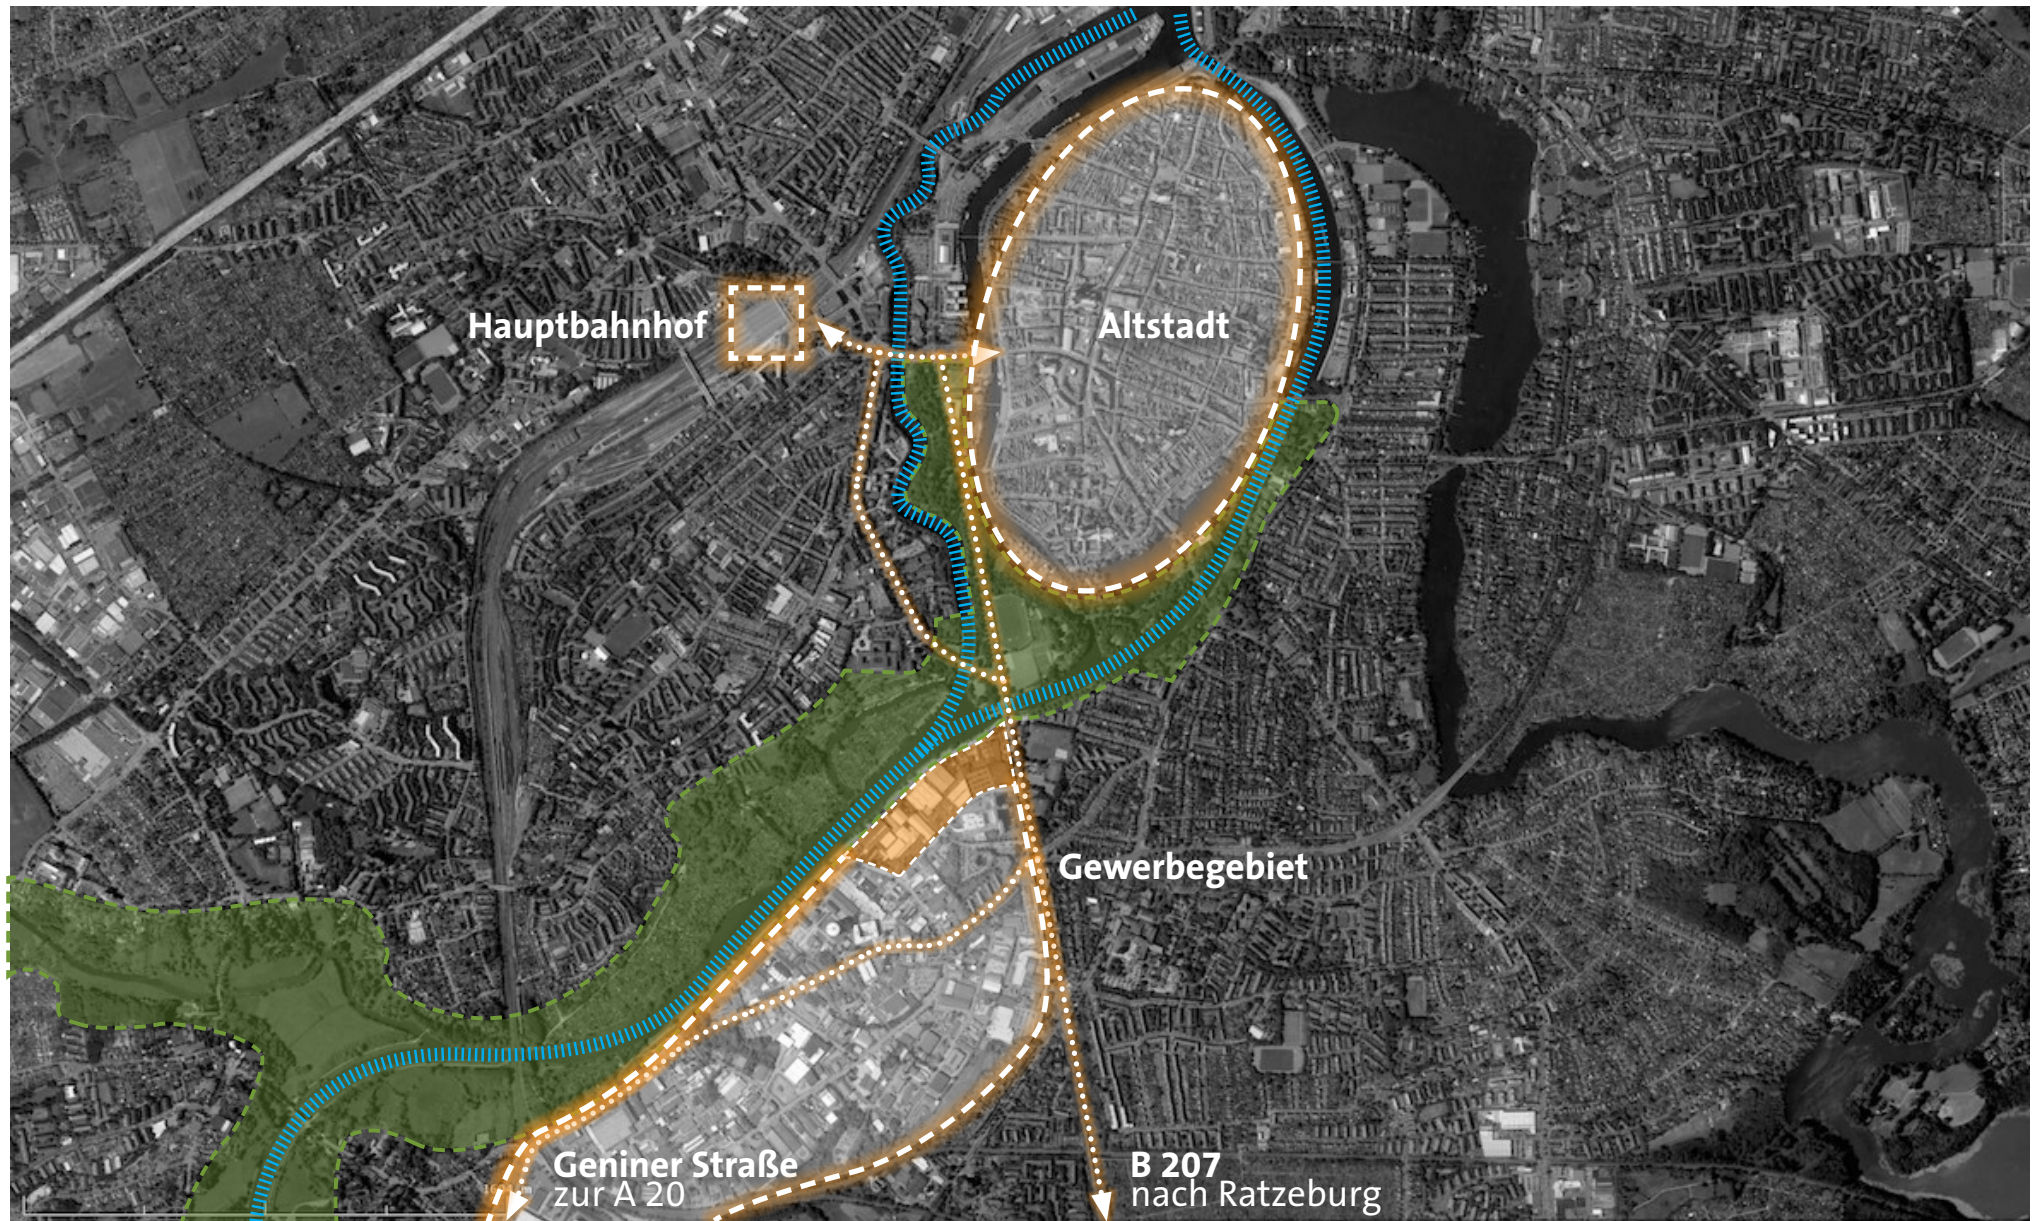 Hauptbahnhof
Altstadt
Gewerbegebiet
Geniner Straße
zur A 20
B 207
nach Ratzeburg